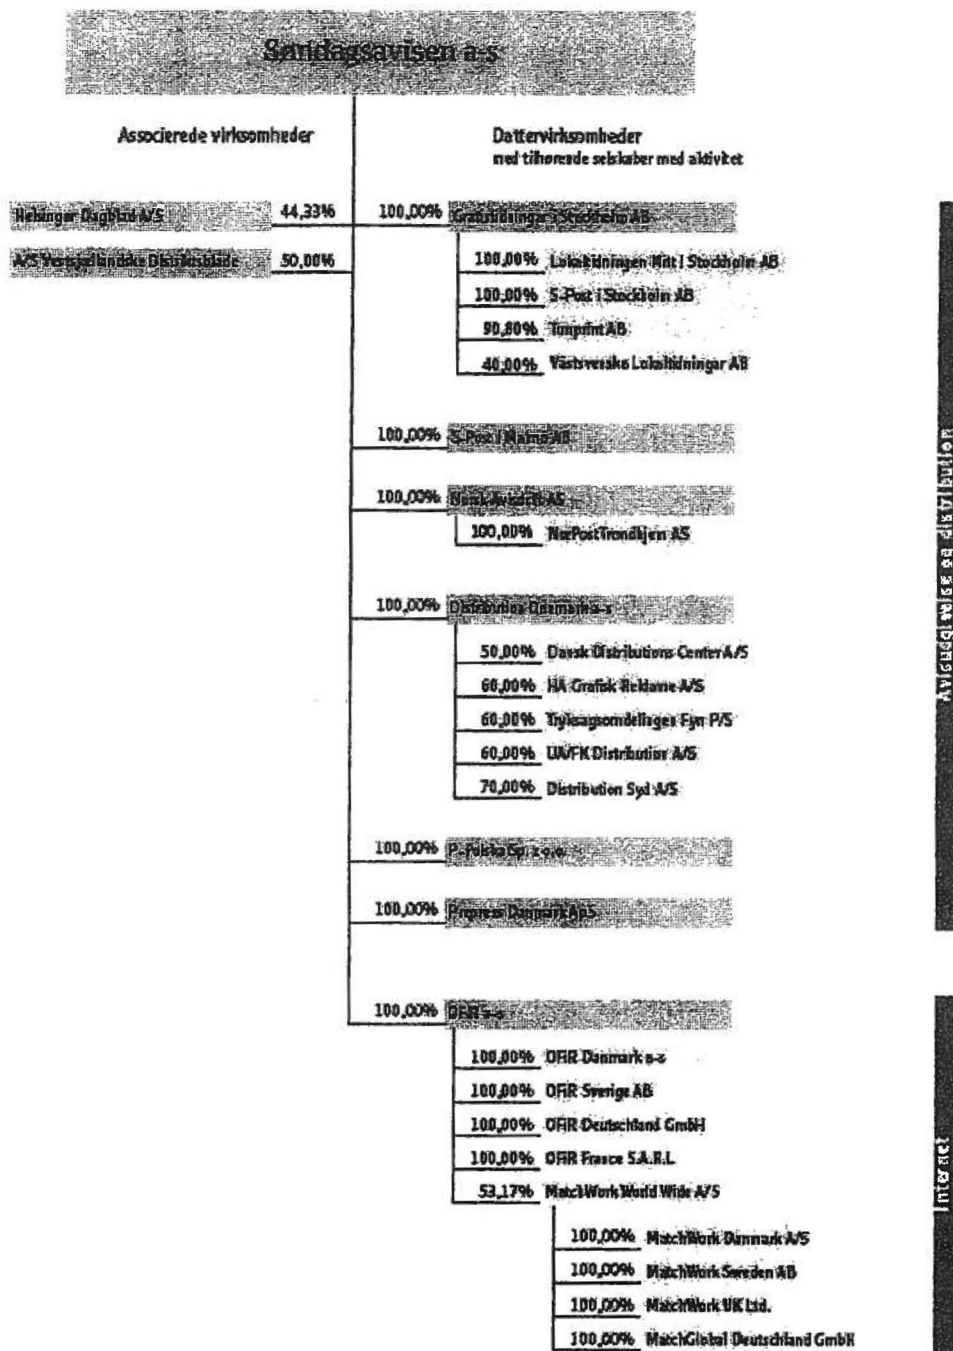 Søndagsavisen a-s
Associerede virksomheder
Dattervirksomheder
med tilhørende selskaber med aktivitet
Helsingør Dagblad A/S 44,33%
100,00% Gratistidningar i Stockholm AB
A/S Vestsjællandske Distriktsblade 50,00%
100,00% Lokaltidningen Mitt i Stockholm AB
100,00% S-Post i Stockholm AB
90,80% Tunprint AB
40,00% Västsvenska Lokaltidningar AB
100,00% S-Post i Malmö AB
100,00% Norsk Avisdrift AS
100,00% NorPost Trondhjem AS
100,00% Distribution Danmark a-s
50,00% Dansk Distributions Center A/S
60,00% HA Grafisk Reklame A/S
60,00% Tryksagsomdelingen Fyn P/S
60,00% UA/FK Distribution A/S
70,00% Distribution Syd A/S
100,00% P-Polska Sp. z o.o.
100,00% Prepress Danmark ApS
100,00% OFiR a-s
100,00% OFiR Danmark a-s
100,00% OFiR Sverige AB
100,00% OFiR Deutschland GmbH
100,00% OFiR France S.A.R.L
53,17% MatchWork World Wide A/S
100,00% MatchWork Danmark A/S
100,00% MatchWork Sweden AB
100,00% MatchWork UK Ltd.
100,00% MatchGlobal Deutschland GmbH
Avisudgivelse og distribution
Internet